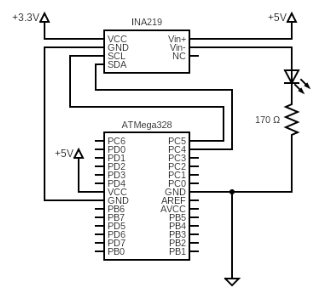 INA219
+3.3V
+5V
VCC Vin+
GND Vin-
SCL NC
SDA
170 Ω
ATMega328
+5V
PC6 PC5
PD0 PC4
PD1 PC3
PD2 PC2
PD3 PC1
PD4 PC0
VCC GND
GND AREF
PB6 AVCC
PB7 PB5
PD5 PB4
PD6 PB3
PD7 PB2
PB0 PB1